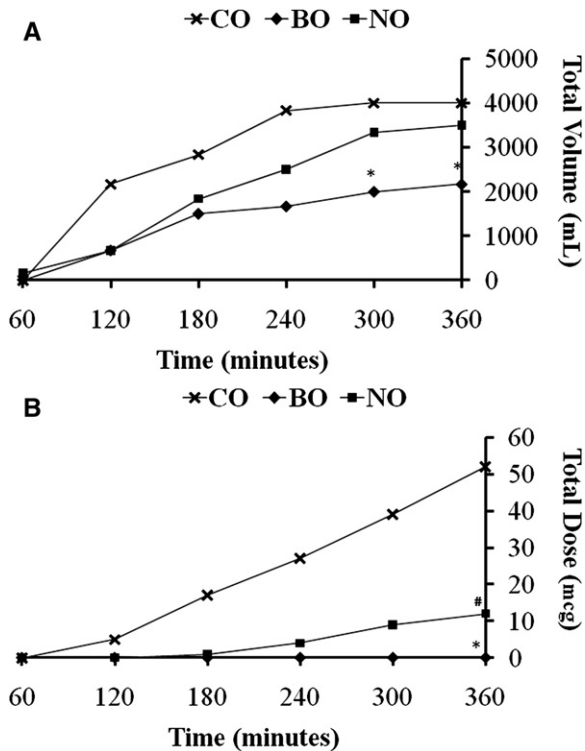 A
CO BO NO
5000
4000
3000
2000
1000
0
Total Volume (mL)
* *
60 120 180 240 300 360
Time (minutes)
B
CO BO NO
60
50
40
30
20
10
0
Total Dose (mcg)
#
*
60 120 180 240 300 360
Time (minutes)